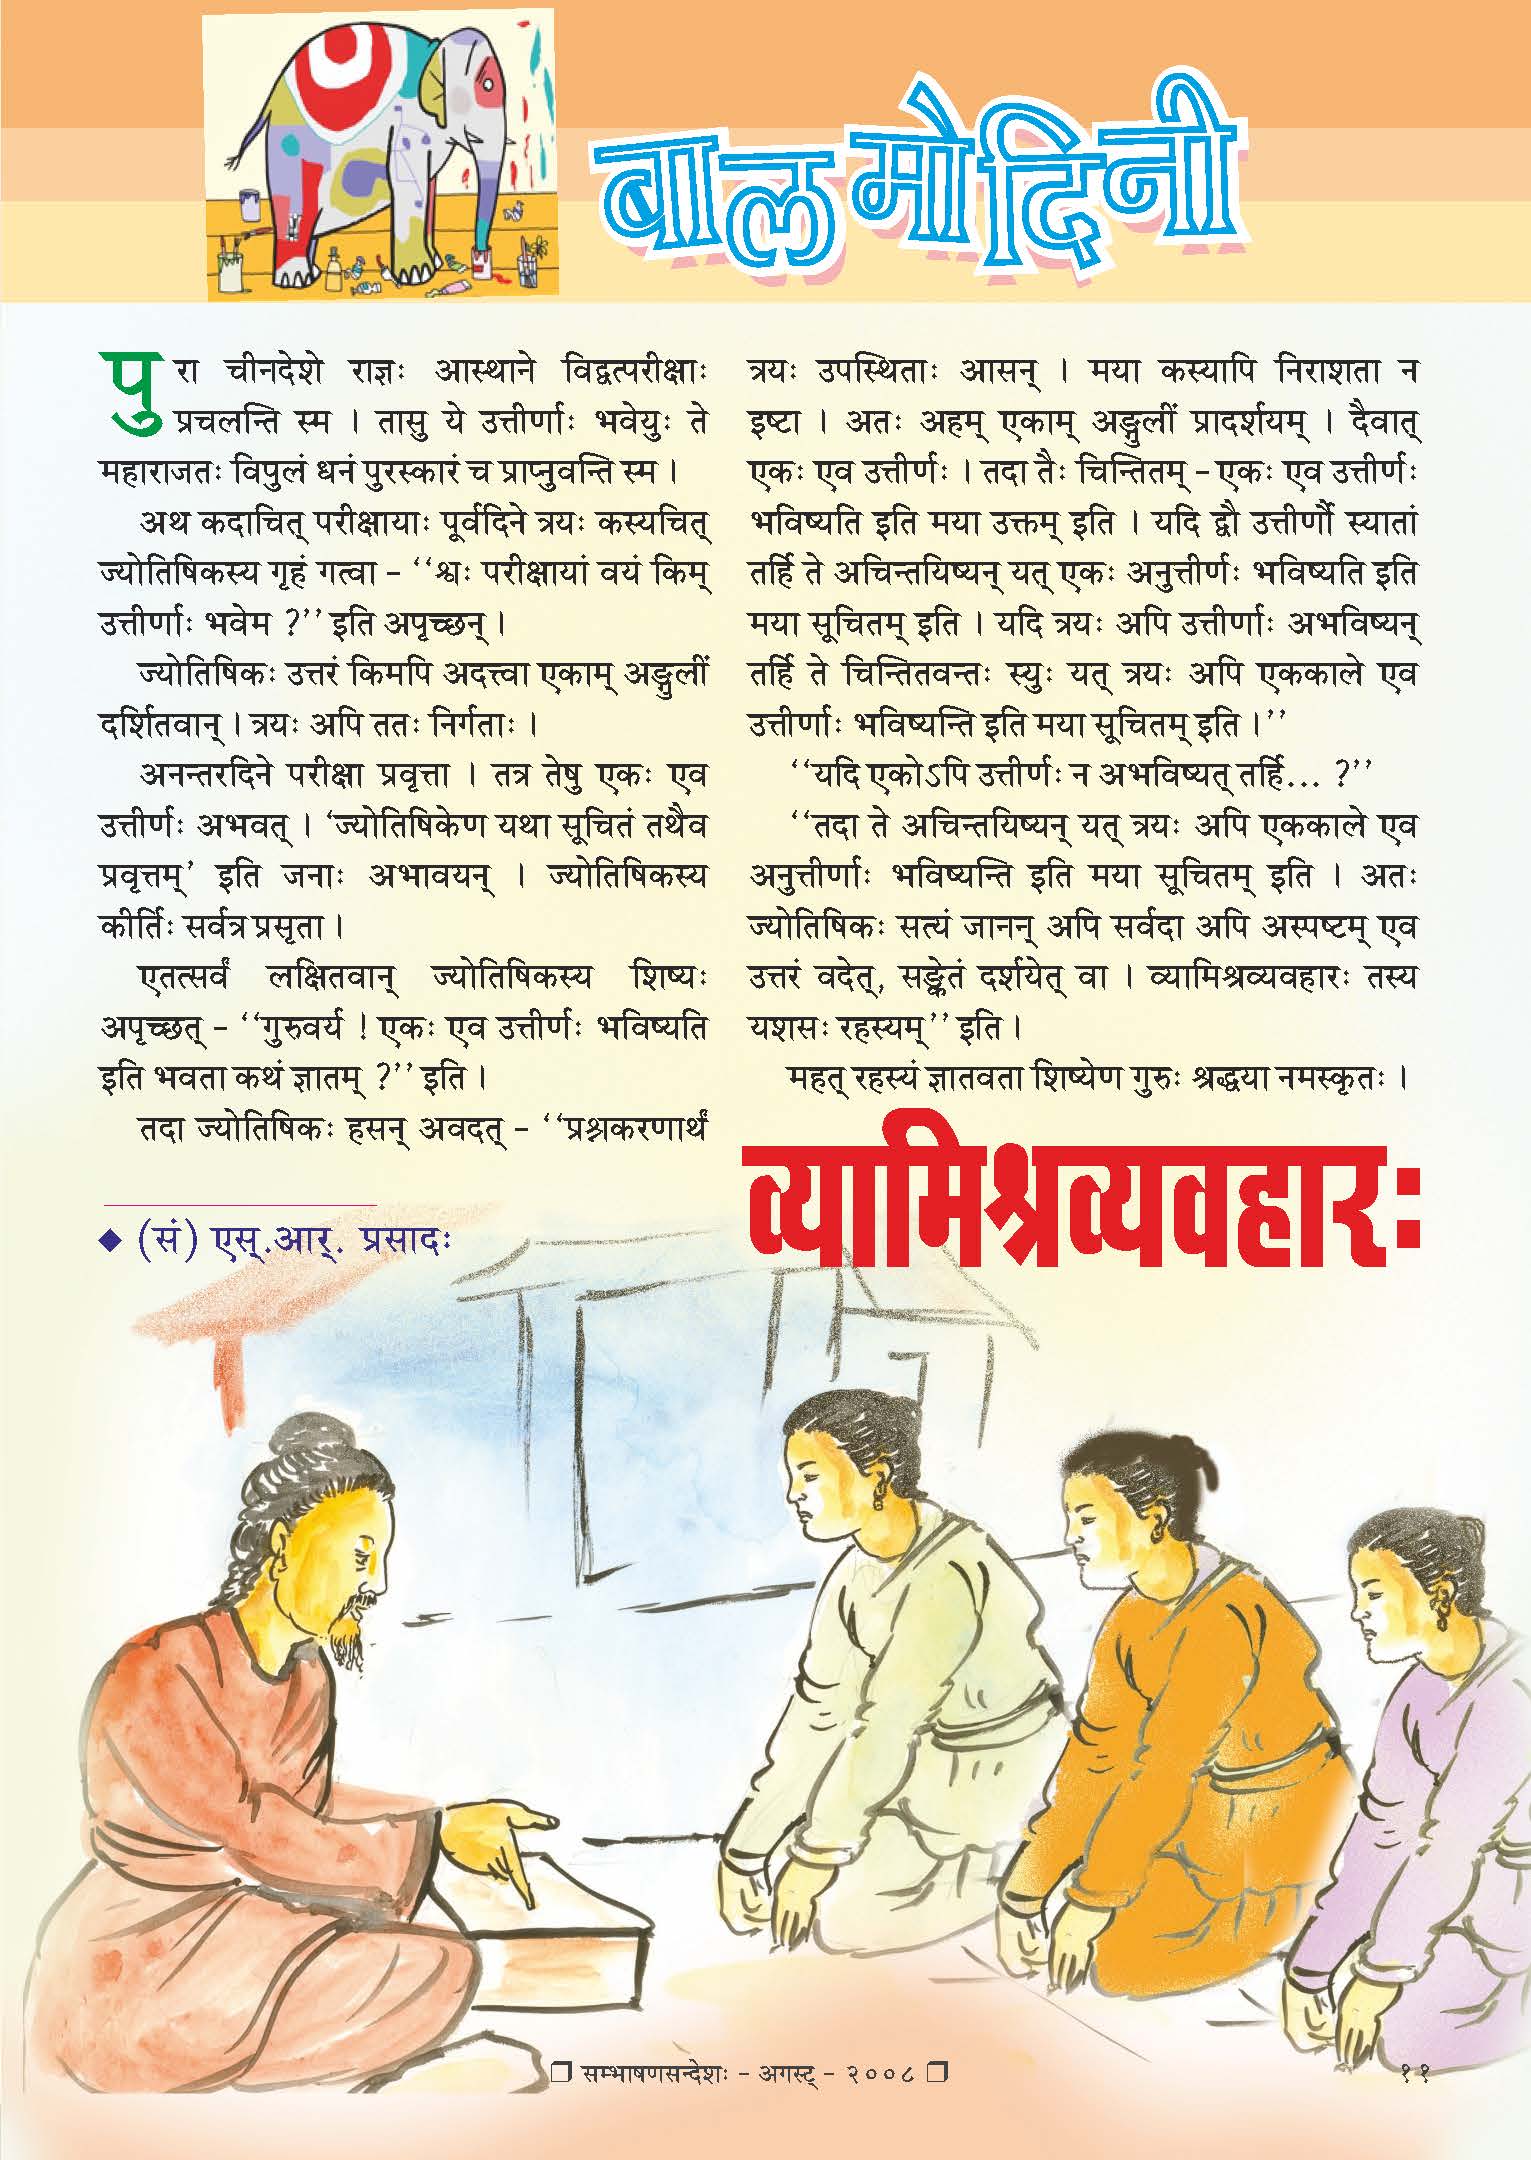 बालमोदिनी
पुरा चीनदेशे राज्ञः आस्थाने विद्वत्परीक्षाः
प्रचलन्ति स्म । तासु ये उत्तीर्णाः भवेयुः ते
महाराजतः विपुलं धनं पुरस्कारं च प्राप्नुवन्ति स्म ।
अथ कदाचित् परीक्षायाः पूर्वदिने त्रयः कस्यचित्
ज्योतिषिकस्य गृहं गत्वा – ‘‘श्वः परीक्षायां वयं किम्
उत्तीर्णाः भवेम ?’’ इति अपृच्छन् ।
ज्योतिषिकः उत्तरं किमपि अदत्त्वा एकाम् अङ्गुलीं
दर्शितवान् । त्रयः अपि ततः निर्गताः ।
अनन्तरदिने परीक्षा प्रवृत्ता । तत्र तेषु एकः एव
उत्तीर्णः अभवत् । ‘ज्योतिषिकेण यथा सूचितं तथैव
प्रवृत्तम्’ इति जनाः अभावयन् । ज्योतिषिकस्य
कीर्तिः सर्वत्र प्रसृता ।
एतत्सर्वं लक्षितवान् ज्योतिषिकस्य शिष्यः
अपृच्छत् – ‘‘गुरुवर्य ! एकः एव उत्तीर्णः भविष्यति
इति भवता कथं ज्ञातम् ?’’ इति ।
तदा ज्योतिषिकः हसन् अवदत् – ‘‘प्रश्नकरणार्थं
त्रयः उपस्थिताः आसन् । मया कस्यापि निराशता न
इष्टा । अतः अहम् एकाम् अङ्गुलीं प्रादर्शयम् । दैवात्
एकः एव उत्तीर्णः । तदा तैः चिन्तितम् – एकः एव उत्तीर्णः
भविष्यति इति मया उक्तम् इति । यदि द्वौ उत्तीर्णौ स्यातां
तर्हि ते अचिन्तयिष्यन् यत् एकः अनुत्तीर्णः भविष्यति इति
मया सूचितम् इति । यदि त्रयः अपि उत्तीर्णाः अभविष्यन्
तर्हि ते चिन्तितवन्तः स्युः यत् त्रयः अपि एककाले एव
उत्तीर्णाः भविष्यन्ति इति मया सूचितम् इति ।’’
‘‘यदि एकोऽपि उत्तीर्णः न अभविष्यत् तर्हि... ?’’
‘‘तदा ते अचिन्तयिष्यन् यत् त्रयः अपि एककाले एव
अनुत्तीर्णाः भविष्यन्ति इति मया सूचितम् इति । अतः
ज्योतिषिकः सत्यं जानन् अपि सर्वदा अपि अस्पष्टम् एव
उत्तरं वदेत्, सङ्केतं दर्शयेत् वा । व्यामिश्रव्यवहारः तस्य
यशसः रहस्यम्’’ इति ।
महत् रहस्यं ज्ञातवता शिष्येण गुरुः श्रद्धया नमस्कृतः ।
व्यामिश्रव्यवहारः
◆ (सं) एस्.आर्. प्रसादः
❒ सम्भाषणसन्देशः – अगस्ट् – २००८ ❒
११